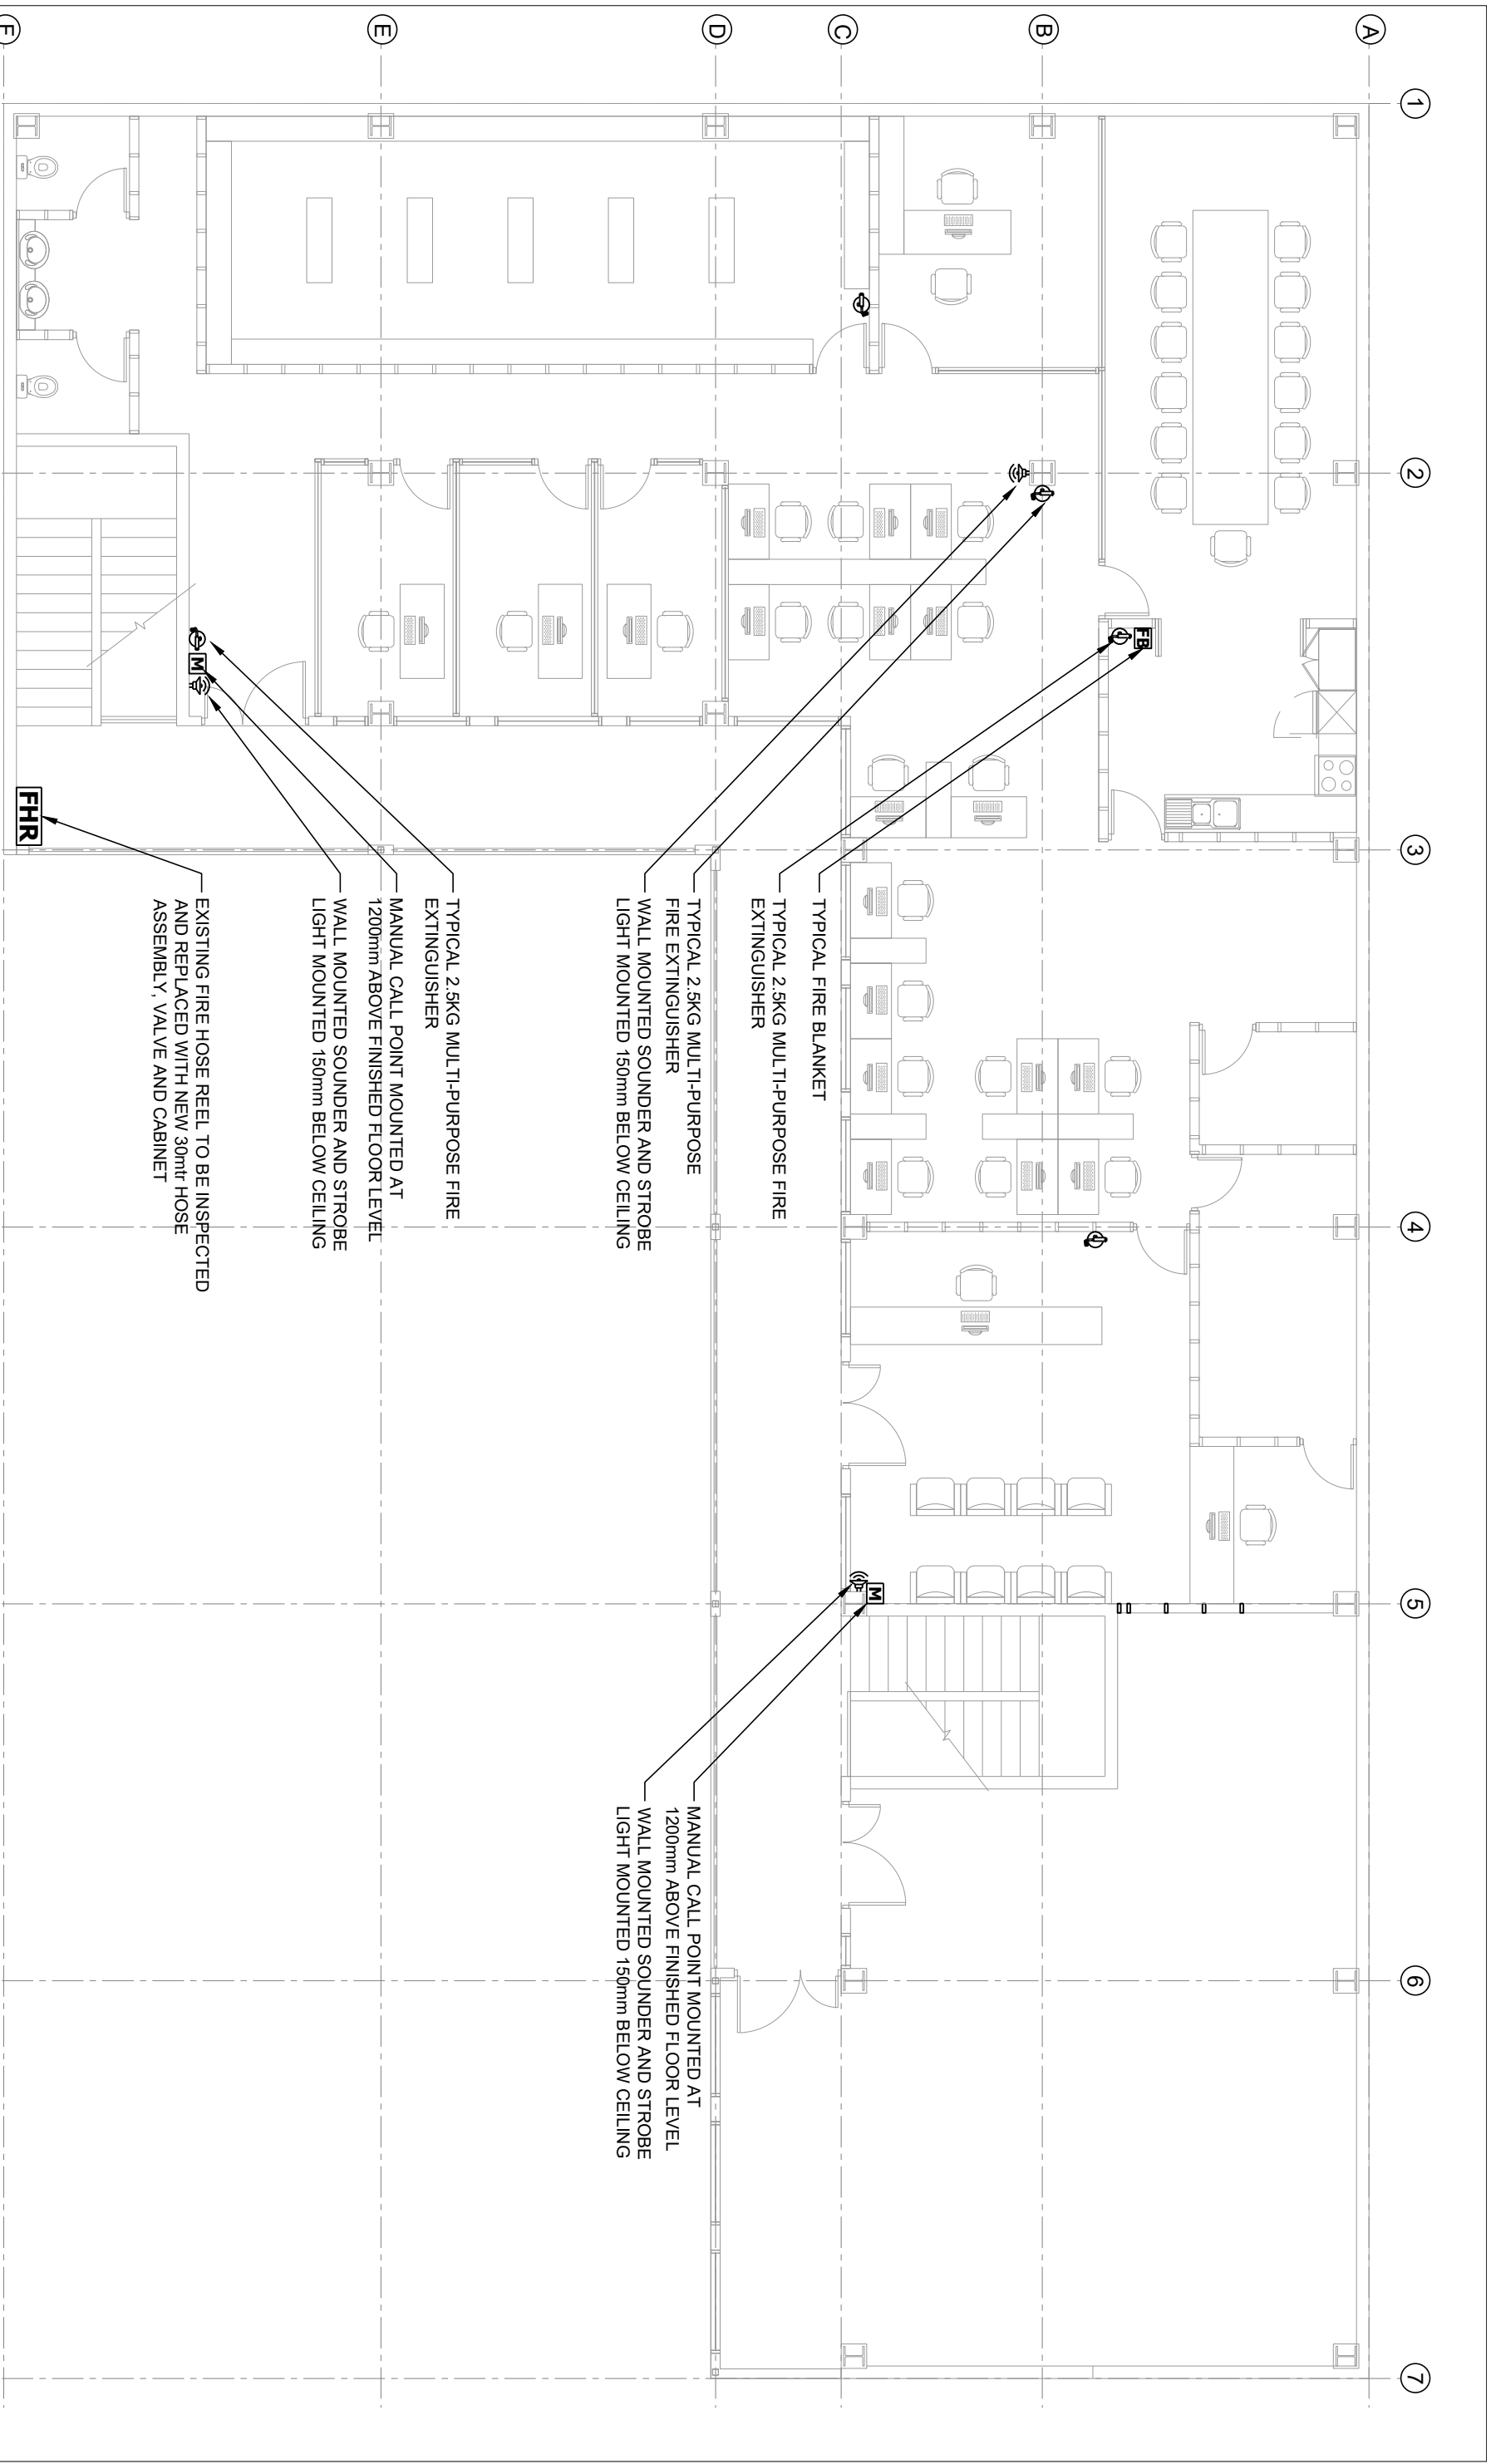 1
2
3
4
5
6
7
A
B
C
D
E
F
FB
M
M
FHR
TYPICAL FIRE BLANKET
TYPICAL 2.5KG MULTI-PURPOSE FIRE
EXTINGUISHER
TYPICAL 2.5KG MULTI-PURPOSE
FIRE EXTINGUISHER
WALL MOUNTED SOUNDER AND STROBE
LIGHT MOUNTED 150mm BELOW CEILING
TYPICAL 2.5KG MULTI-PURPOSE FIRE
EXTINGUISHER
MANUAL CALL POINT MOUNTED AT
1200mm ABOVE FINISHED FLOOR LEVEL
WALL MOUNTED SOUNDER AND STROBE
LIGHT MOUNTED 150mm BELOW CEILING
EXISTING FIRE HOSE REEL TO BE INSPECTED
AND REPLACED WITH NEW 30mtr HOSE
ASSEMBLY, VALVE AND CABINET
MANUAL CALL POINT MOUNTED AT
1200mm ABOVE FINISHED FLOOR LEVEL
WALL MOUNTED SOUNDER AND STROBE
LIGHT MOUNTED 150mm BELOW CEILING